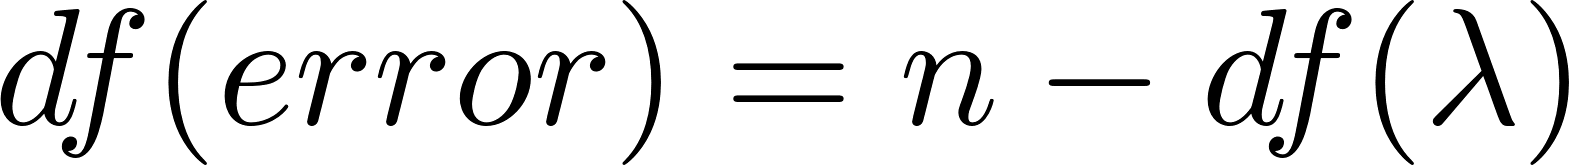 df(error) = n − df(λ)